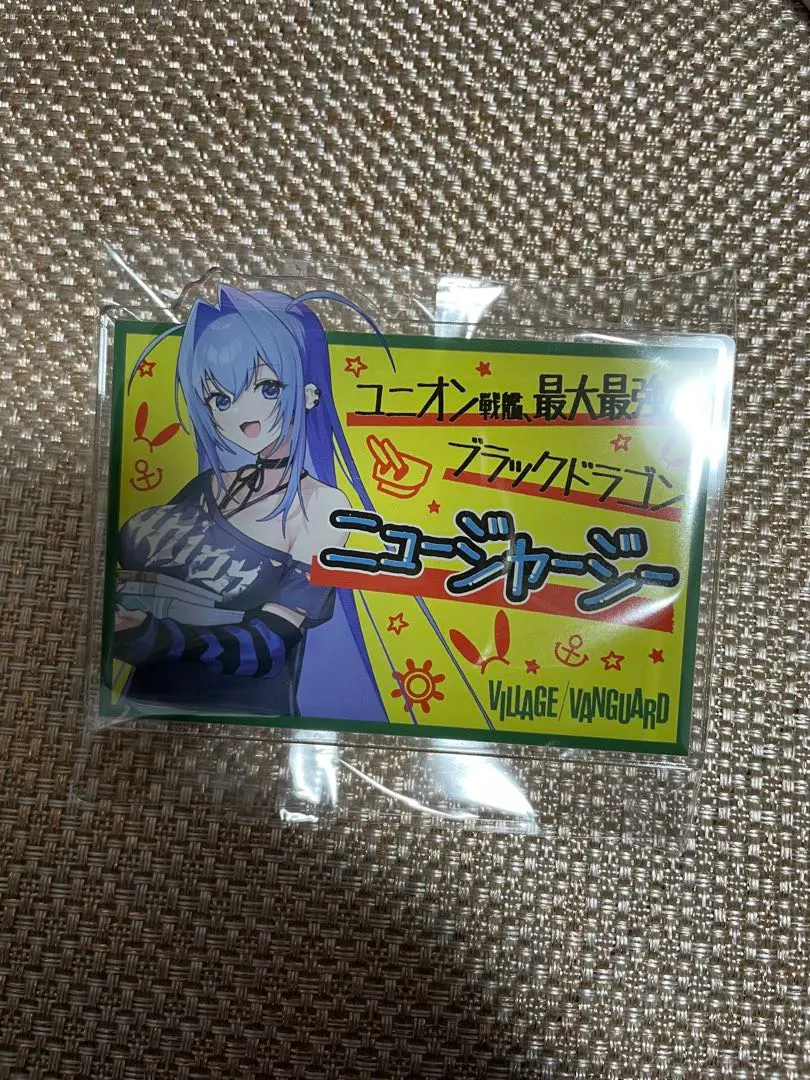 ユニオン戦艦、最大最強
ブラックドラゴン
ニュージャージー
Union
VILLAGE/VANGUARD